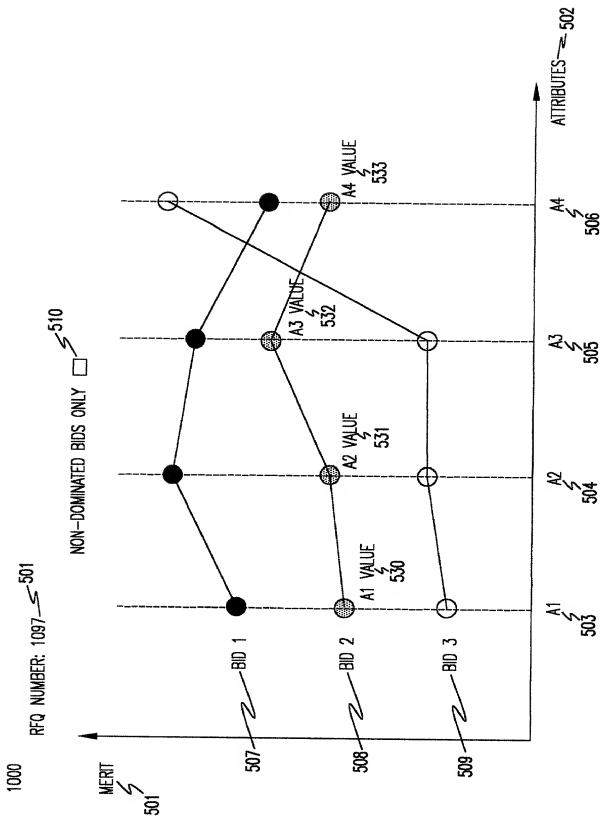 1000
RFQ NUMBER: 1097 501
NON-DOMINATED BIDS ONLY 510
MERIT
501
507 BID 1
508 BID 2
509 BID 3
A1 VALUE
530
A2 VALUE
531
A3 VALUE
532
A4 VALUE
533
A1
503
A2
504
A3
505
A4
506
ATTRIBUTES 502